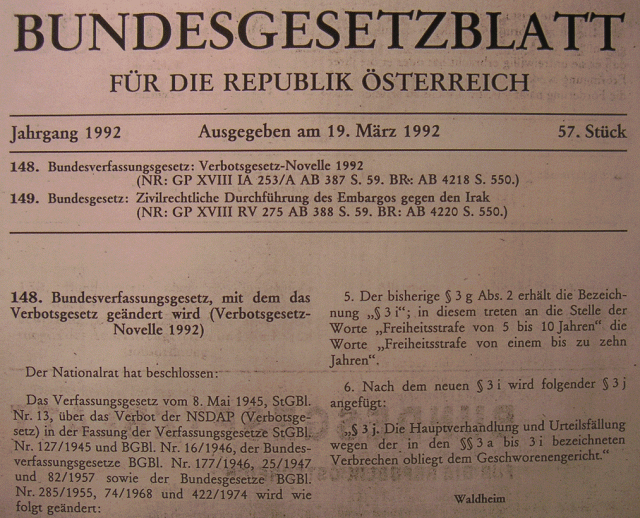 BUNDESGESETZBLATT
FÜR DIE REPUBLIK ÖSTERREICH
Jahrgang 1992 Ausgegeben am 19. März 1992 57. Stück
148. Bundesverfassungsgesetz: Verbotsgesetz-Novelle 1992
(NR: GP XVIII IA 253/A AB 387 S. 59. BR: AB 4218 S. 550.)
149. Bundesgesetz: Zivilrechtliche Durchführung des Embargos gegen den Irak
(NR: GP XVIII RV 275 AB 388 S. 59. BR: AB 4220 S. 550.)
148. Bundesverfassungsgesetz, mit dem das
Verbotsgesetz geändert wird (Verbotsgesetz-
Novelle 1992)
Der Nationalrat hat beschlossen:
Das Verfassungsgesetz vom 8. Mai 1945, StGBl.
Nr. 13, über das Verbot der NSDAP (Verbotsge-
setz) in der Fassung der Verfassungsgesetze StGBl.
Nr. 127/1945 und BGBl. Nr. 16/1946, der Bundes-
verfassungsgesetze BGBl. Nr. 177/1946, 25/1947
und 82/1957 sowie der Bundesgesetze BGBl.
Nr. 285/1955, 74/1968 und 422/1974 wird wie
folgt geändert:
5. Der bisherige § 3 g Abs. 2 erhält die Bezeich-
nung „§ 3 i“; in diesem treten an die Stelle der
Worte „Freiheitsstrafe von 5 bis 10 Jahren“ die
Worte „Freiheitsstrafe von einem bis zu zehn
Jahren“.
6. Nach dem neuen § 3 i wird folgender § 3 j
angefügt:
„§ 3 j. Die Hauptverhandlung und Urteilsfällung
wegen der in den §§ 3 a bis 3 i bezeichneten
Verbrechen obliegt dem Geschworenengericht.“
Waldheim